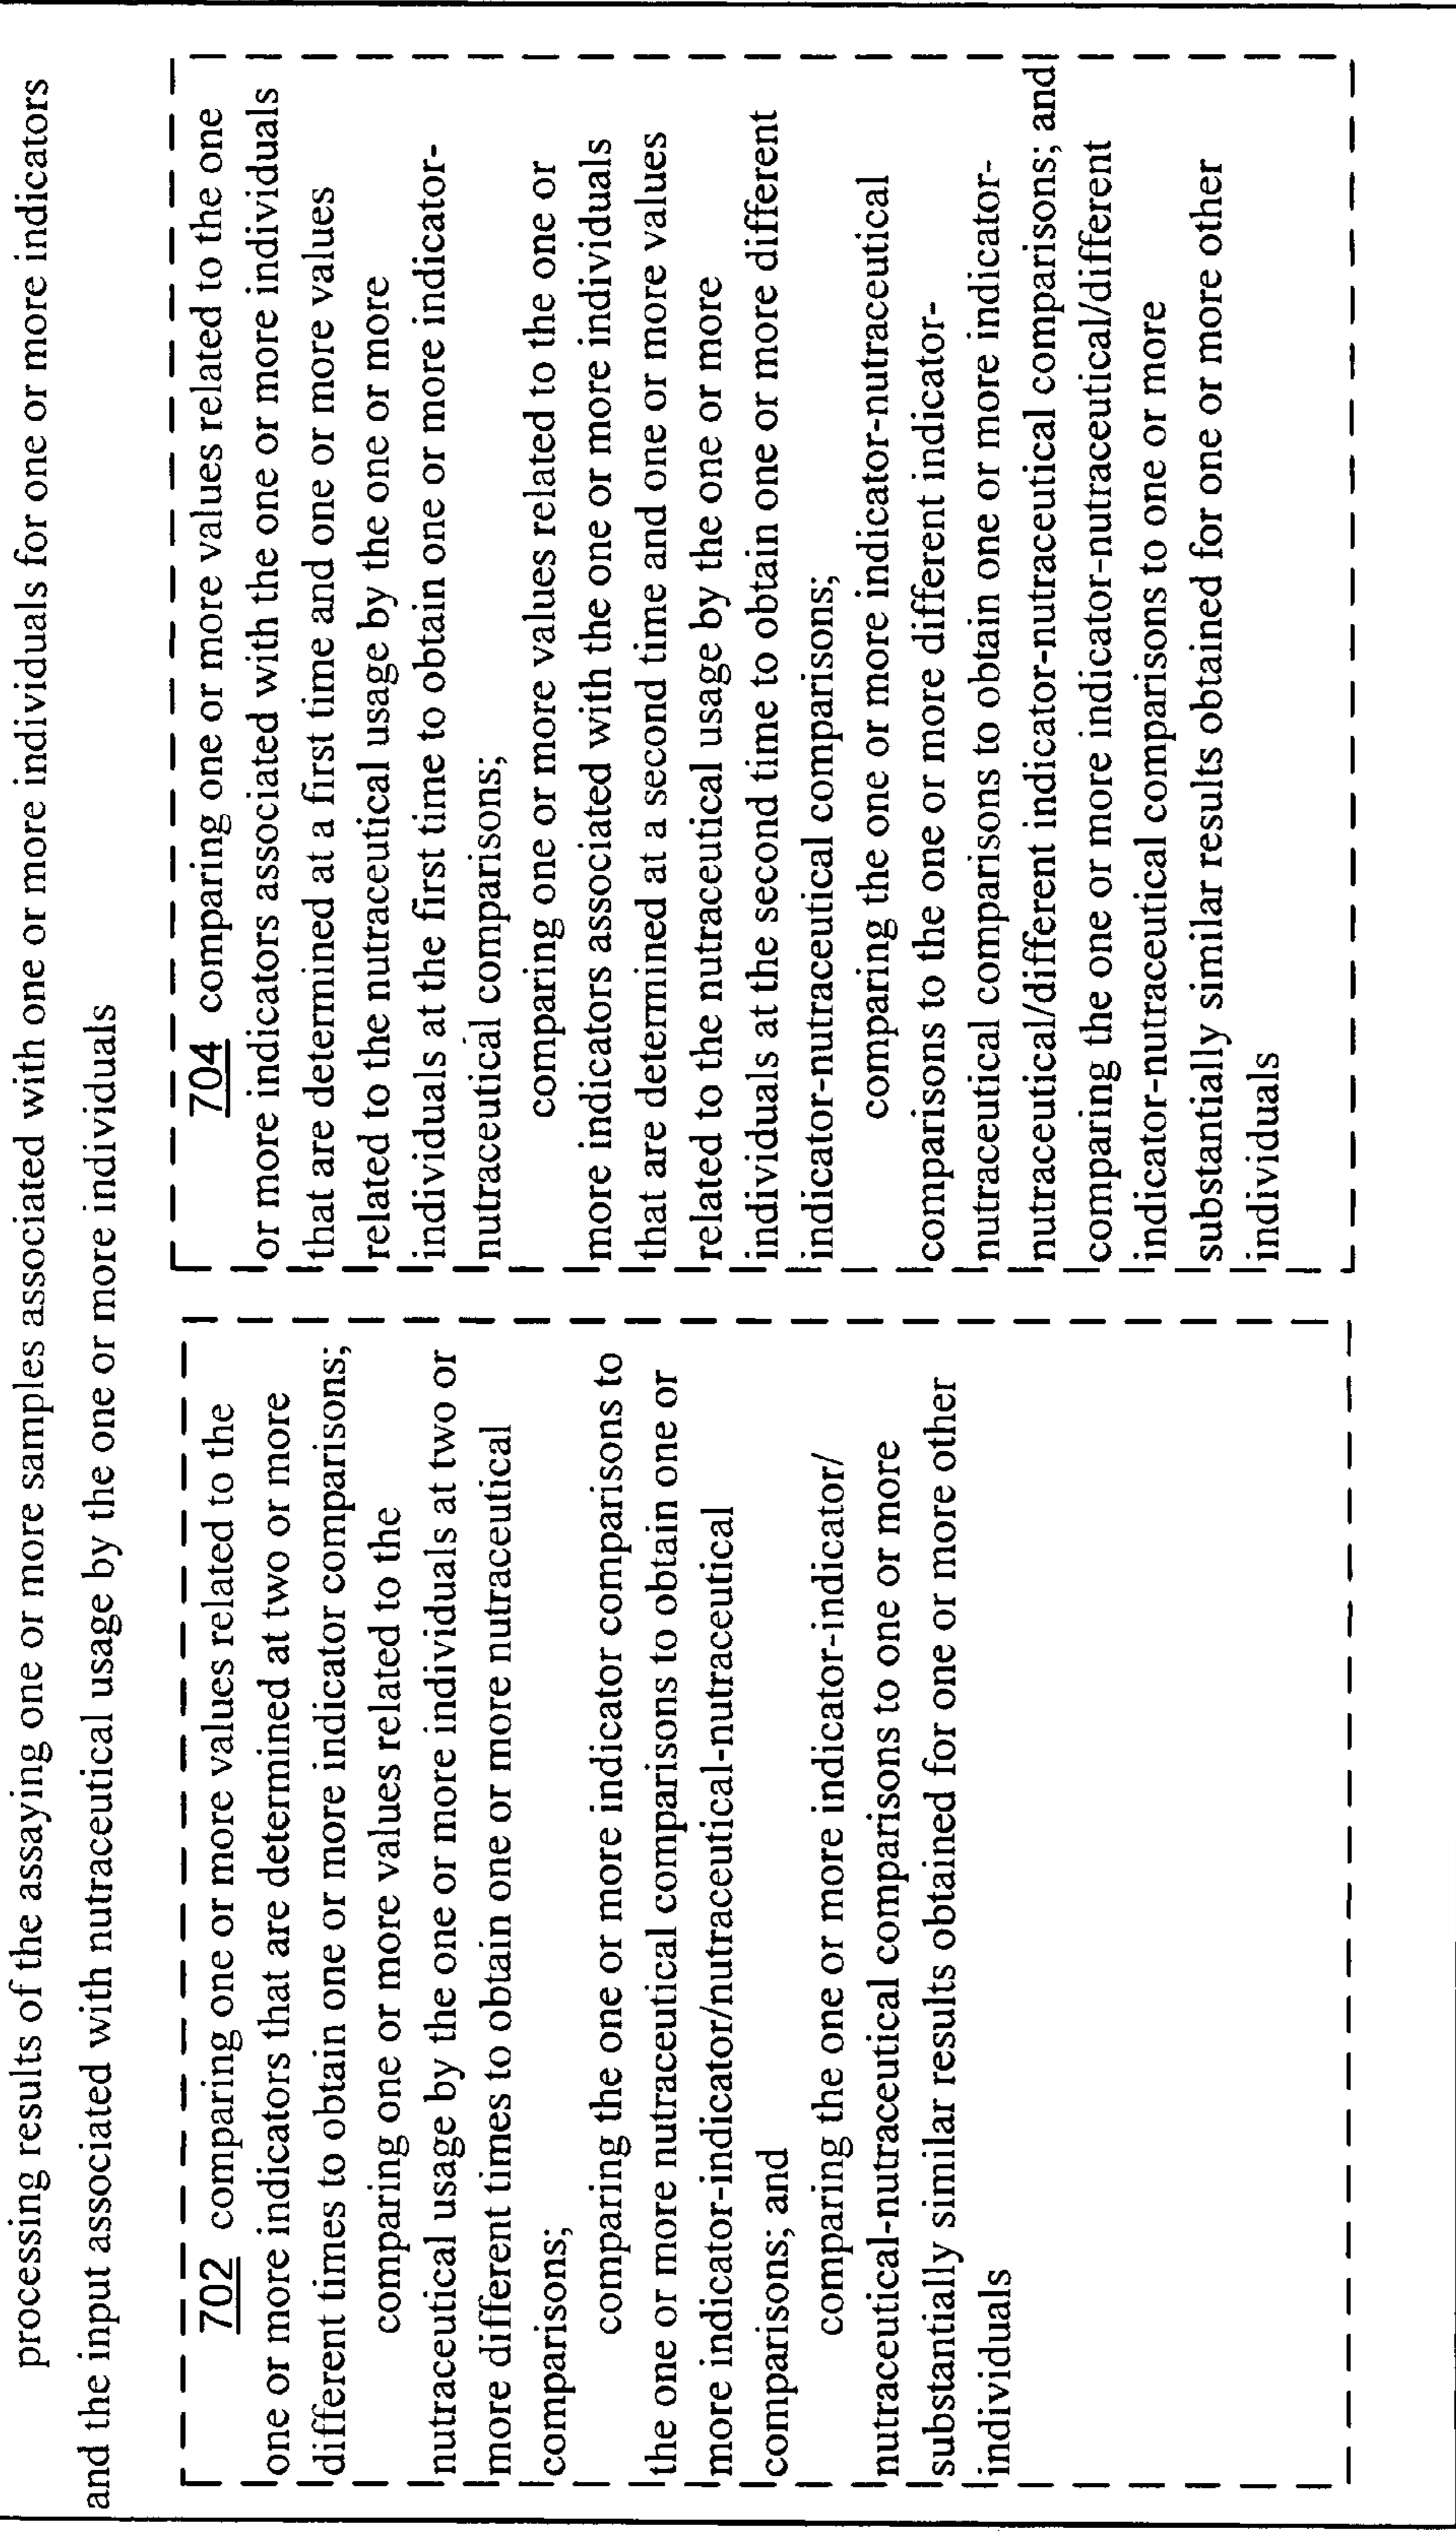 processing results of the assaying one or more samples associated with one or more individuals for one or more indicators
and the input associated with nutraceutical usage by the one or more individuals
702 comparing one or more values related to the
one or more indicators that are determined at two or more
different times to obtain one or more indicator comparisons;
comparing one or more values related to the
nutraceutical usage by the one or more individuals at two or
more different times to obtain one or more nutraceutical
comparisons;
comparing the one or more indicator comparisons to
the one or more nutraceutical comparisons to obtain one or
more indicator-indicator/nutraceutical-nutraceutical
comparisons; and
comparing the one or more indicator-indicator/
nutraceutical-nutraceutical comparisons to one or more
substantially similar results obtained for one or more other
individuals
704 comparing one or more values related to the one
or more indicators associated with the one or more individuals
that are determined at a first time and one or more values
related to the nutraceutical usage by the one or more
individuals at the first time to obtain one or more indicator-
nutraceutical comparisons;
comparing one or more values related to the one or
more indicators associated with the one or more individuals
that are determined at a second time and one or more values
related to the nutraceutical usage by the one or more
individuals at the second time to obtain one or more different
indicator-nutraceutical comparisons;
comparing the one or more indicator-nutraceutical
comparisons to the one or more different indicator-
nutraceutical comparisons to obtain one or more indicator-
nutraceutical/different indicator-nutraceutical comparisons; and
comparing the one or more indicator-nutraceutical/different
indicator-nutraceutical comparisons to one or more
substantially similar results obtained for one or more other
individuals